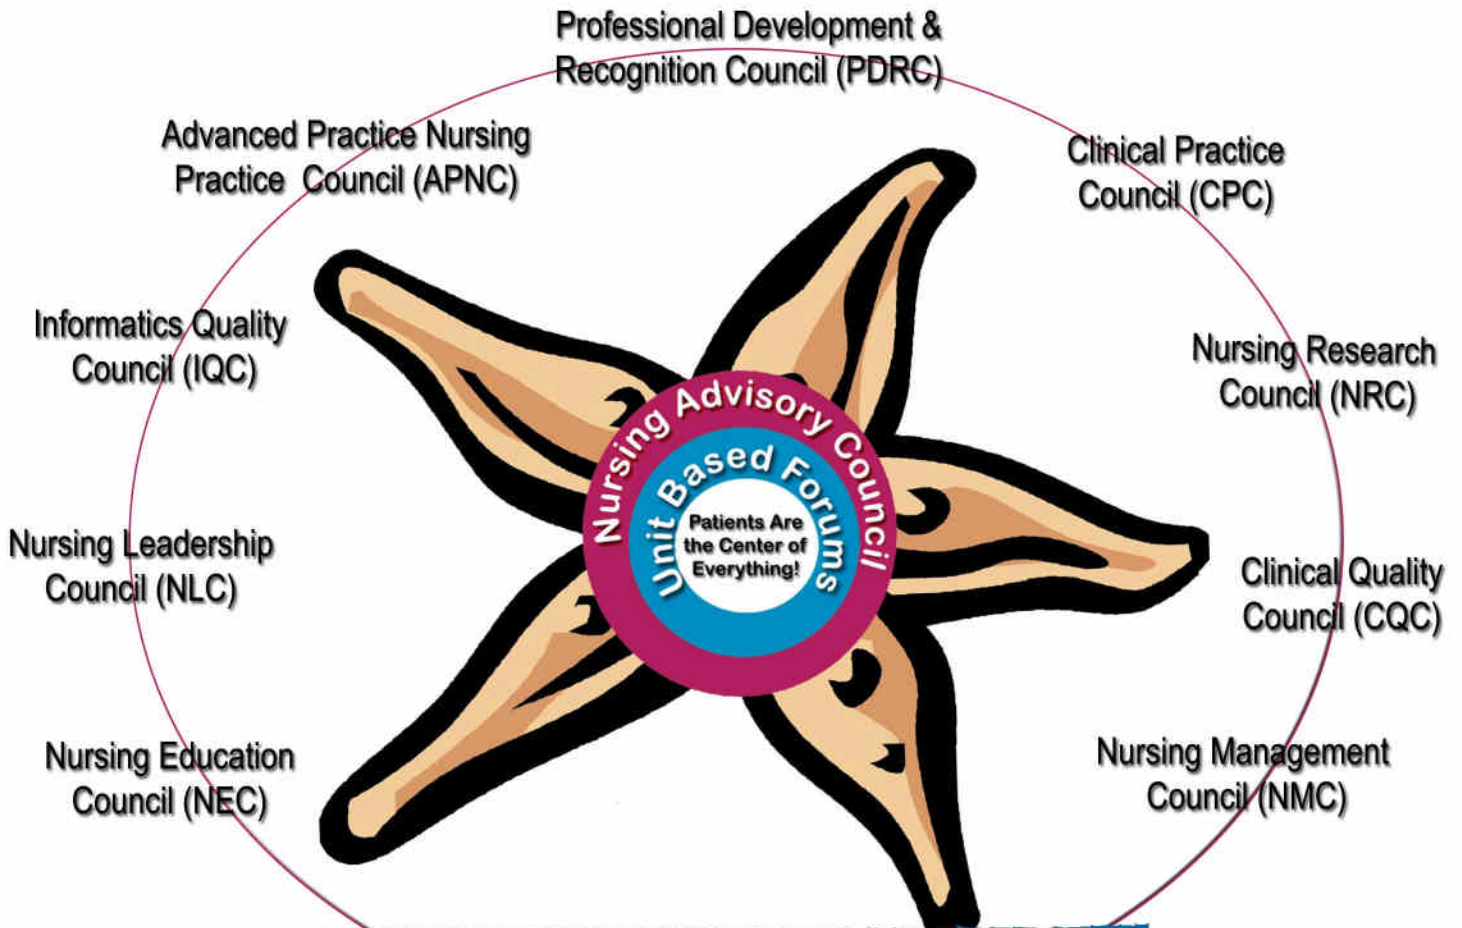 Professional Development &
Recognition Council (PDRC)
Advanced Practice Nursing
Practice Council (APNC)
Clinical Practice
Council (CPC)
Informatics Quality
Council (IQC)
Nursing Research
Council (NRC)
Nursing Advisory Council
Unit Based Forums
Patients Are
the Center of
Everything!
Nursing Leadership
Council (NLC)
Clinical Quality
Council (CQC)
Nursing Education
Council (NEC)
Nursing Management
Council (NMC)